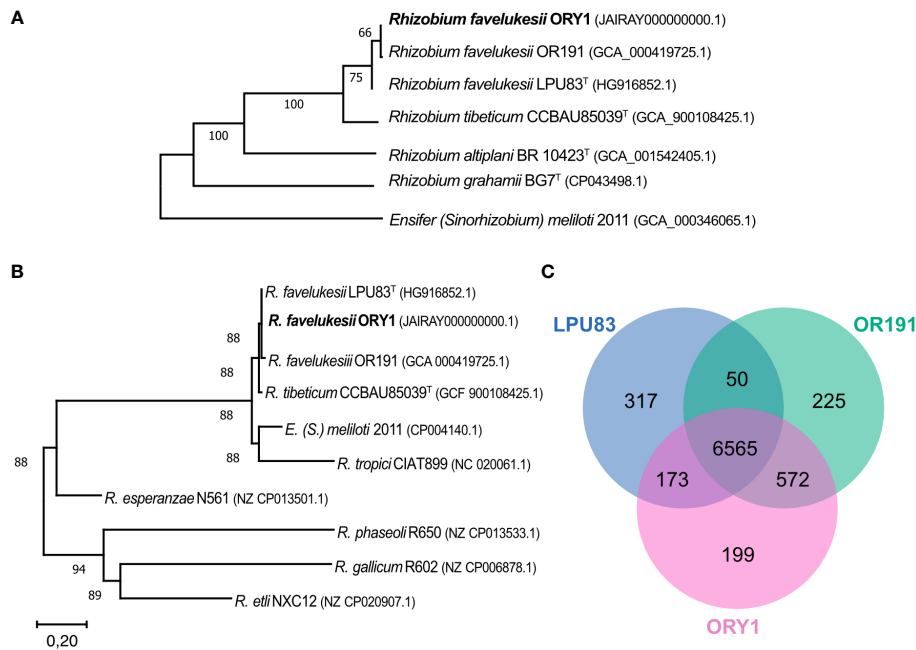 A
Rhizobium favelukesii ORY1 (JAIRAY000000000.1)
66
Rhizobium favelukesii OR191 (GCA_000419725.1)
75
Rhizobium favelukesii LPU83ᵀ (HG916852.1)
100
Rhizobium tibeticum CCBAU85039ᵀ (GCA_900108425.1)
100
Rhizobium altiplani BR 10423ᵀ (GCA_001542405.1)
Rhizobium grahamii BG7ᵀ (CP043498.1)
Ensifer (Sinorhizobium) meliloti 2011 (GCA_000346065.1)
B
R. favelukesii LPU83ᵀ (HG916852.1)
R. favelukesii ORY1 (JAIRAY000000000.1)
88
R. favelukesiii OR191 (GCA 000419725.1)
88
R. tibeticum CCBAU85039ᵀ (GCF 900108425.1)
88
E. (S.) meliloti 2011 (CP004140.1)
88
R. tropici CIAT899 (NC 020061.1)
88
R. esperanzae N561 (NZ CP013501.1)
R. phaseoli R650 (NZ CP013533.1)
94
R. gallicum R602 (NZ CP006878.1)
89
R. etli NXC12 (NZ CP020907.1)
0,20
C
LPU83
OR191
50
317
225
6565
173
572
199
ORY1